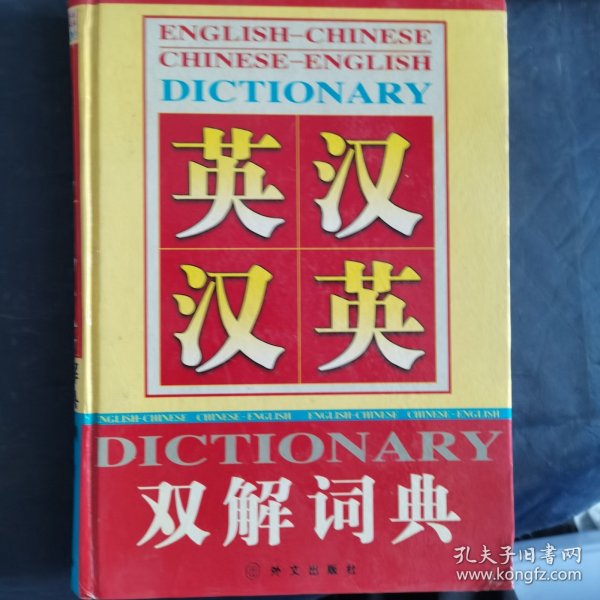 ENGLISH-CHINESE
CHINESE-ENGLISH
DICTIONARY
英汉
汉英
NGLISH-CHINESE CHINESE-ENGLISH ENGLISH-CHINESE CHINESE-ENGLISH
DICTIONARY
双解词典
外文出版社
孔夫子旧书网
www.kongfz.com